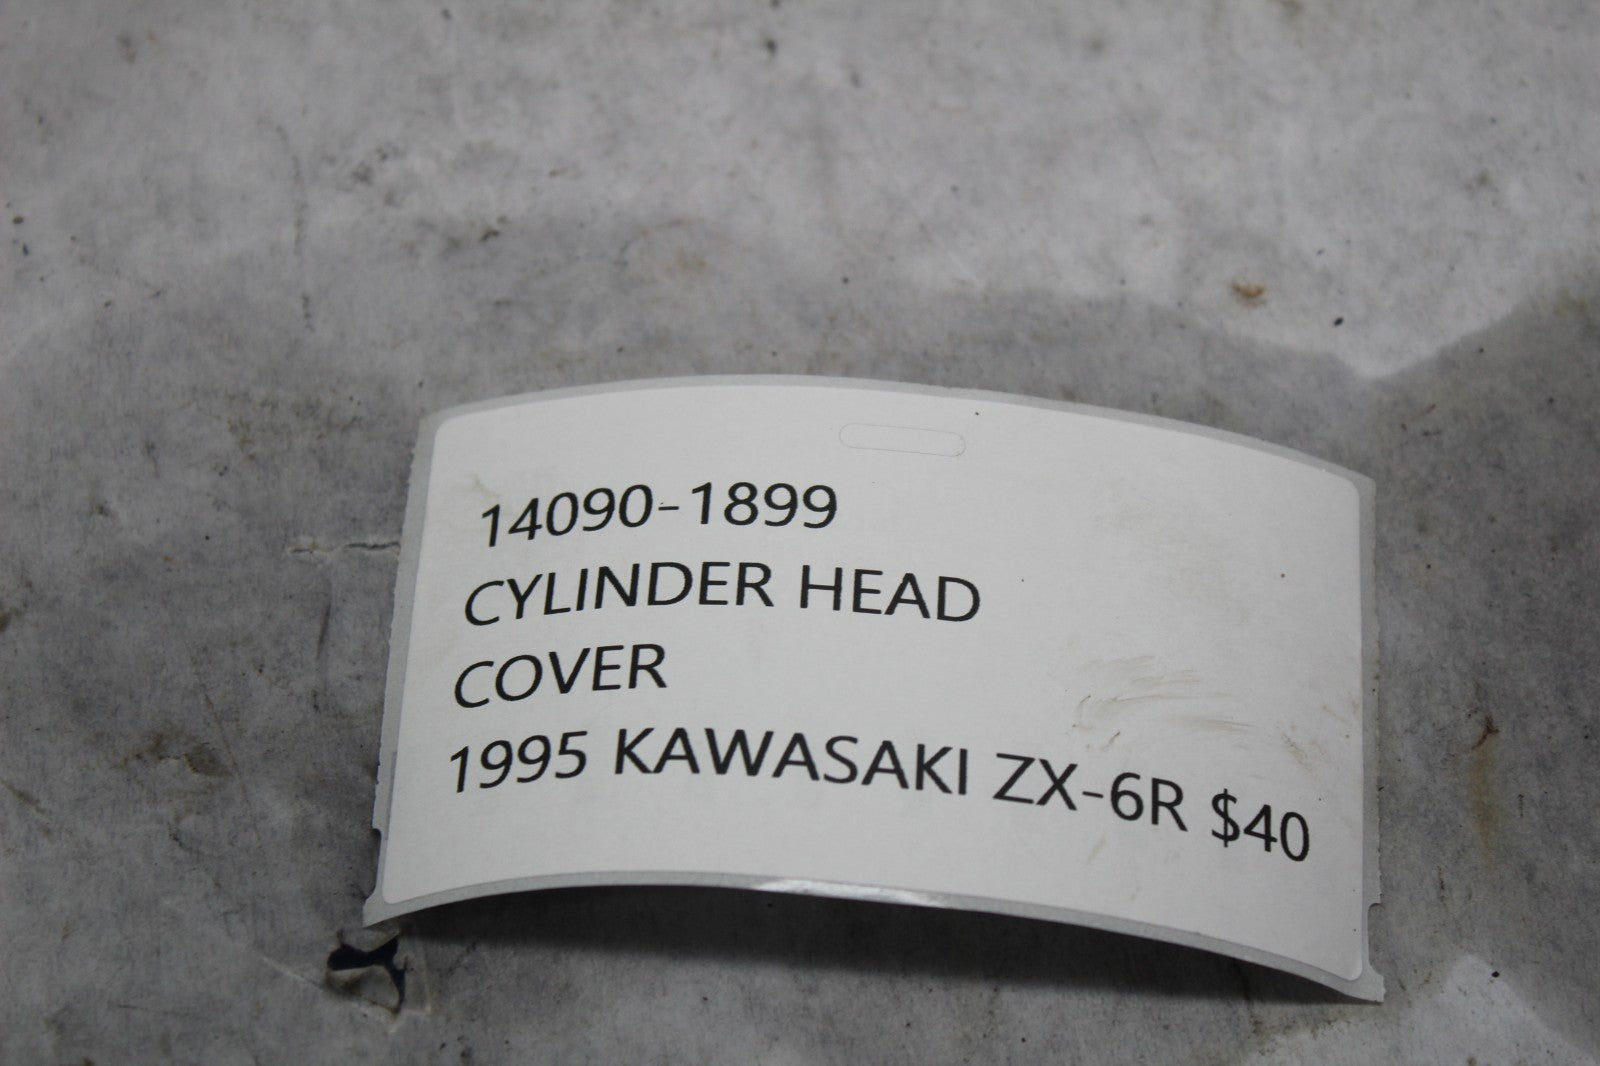 14090-1899
CYLINDER HEAD
COVER
1995 KAWASAKI ZX-6R $40